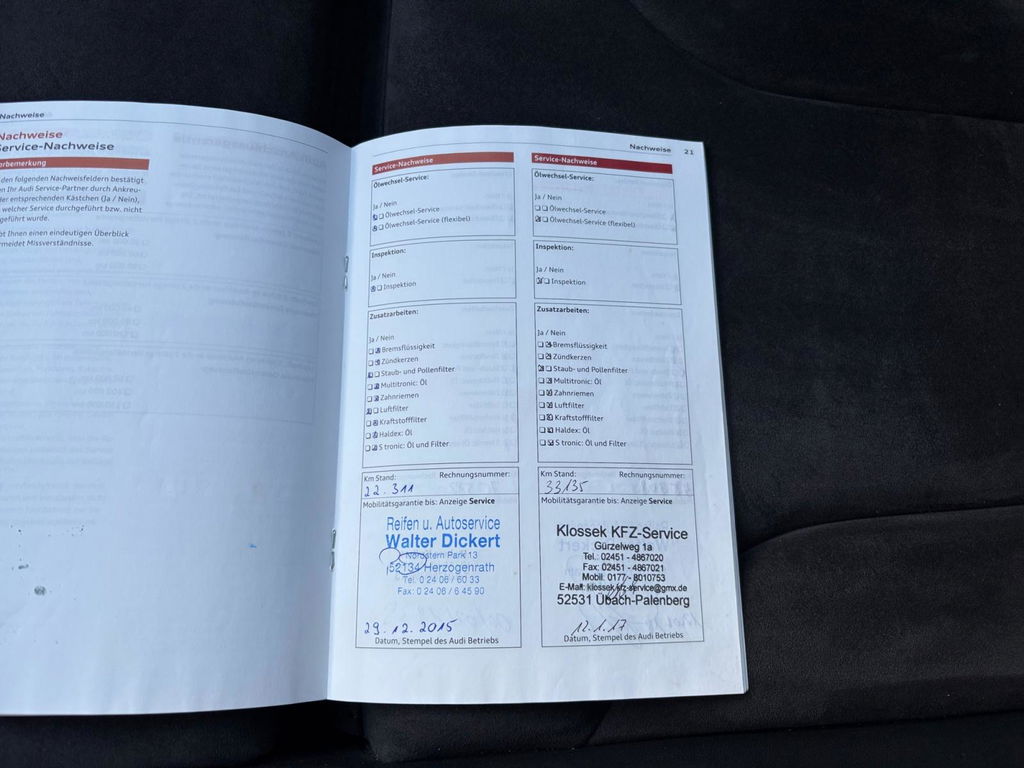 Nachweise
Nachweise
Service-Nachweise
orbemerkung
den folgenden Nachweisfeldern bestätigt
n Ihr Audi Service-Partner durch Ankreu-
er entsprechenden Kästchen (Ja / Nein),
welcher Service durchgeführt bzw. nicht
geführt wurde.
bt Ihnen einen eindeutigen Überblick
rmeidet Missverständnisse.
Nachweise 21
Service-Nachweise
Ölwechsel-Service:
Ja / Nein
Ölwechsel-Service
Ölwechsel-Service (flexibel)
Inspektion:
Ja / Nein
Inspektion
Zusatzarbeiten:
Ja / Nein
Bremsflüssigkeit
Zündkerzen
Staub- und Pollenfilter
Multitronic: Öl
Zahnriemen
Luftfilter
Kraftstofffilter
Haldex: Öl
S tronic: Öl und Filter
Km Stand: Rechnungsnummer:
22.311
Mobilitätsgarantie bis: Anzeige Service
Reifen u. Autoservice
Walter Dickert
Nordstern Park 13
52134 Herzogenrath
Tel. 0 24 06 / 60 33
Fax: 0 24 06 / 6 45 90
29.12.2015
Datum, Stempel des Audi Betriebs
Service-Nachweise
Ölwechsel-Service:
Ja / Nein
Ölwechsel-Service
Ölwechsel-Service (flexibel)
Inspektion:
Ja / Nein
Inspektion
Zusatzarbeiten:
Ja / Nein
Bremsflüssigkeit
Zündkerzen
Staub- und Pollenfilter
Multitronic: Öl
Zahnriemen
Luftfilter
Kraftstofffilter
Haldex: Öl
S tronic: Öl und Filter
Km Stand: Rechnungsnummer:
33135
Mobilitätsgarantie bis: Anzeige Service
Klossek KFZ-Service
Gürzelweg 1a
Tel.: 02451 - 4867020
Fax: 02451 - 4867021
Mobil. 0177 - 8010753
E-Mail: klossek.kfz-service@gmx.de
52531 Übach-Palenberg
12.1.17
Datum, Stempel des Audi Betriebs